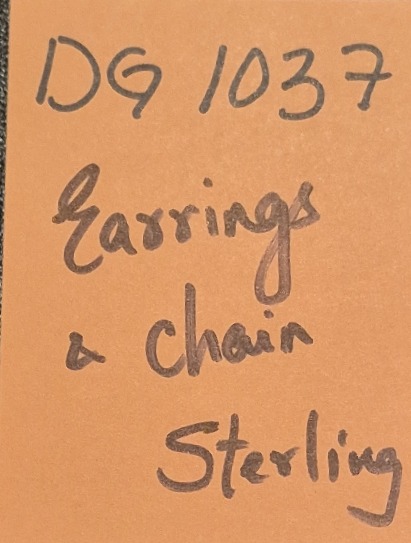 DG 1037
Earrings
& chain
Sterling